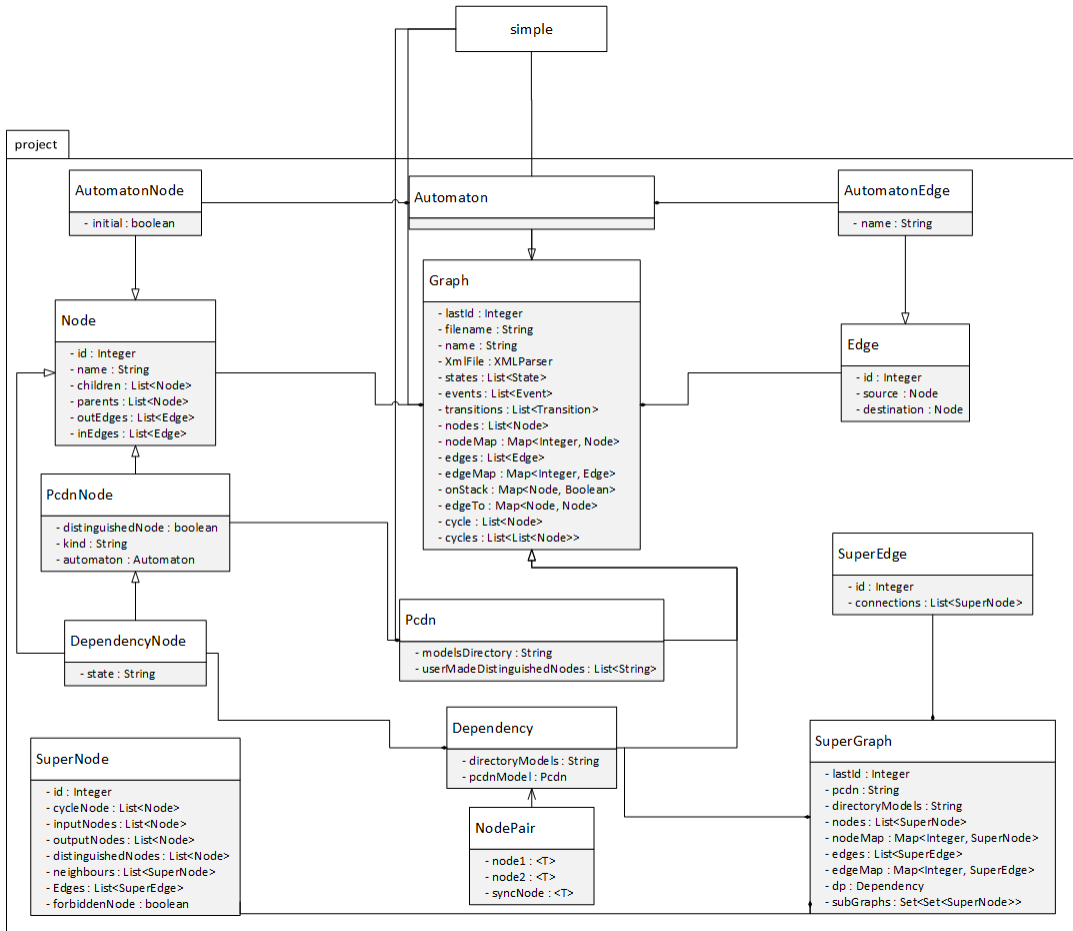 simple
project
AutomatonNode
- initial : boolean
Automaton
AutomatonEdge
- name : String
Node
- id : Integer
- name : String
- children : List<Node>
- parents : List<Node>
- outEdges : List<Edge>
- inEdges : List<Edge>
Graph
- lastId : Integer
- filename : String
- name : String
- XmlFile : XMLParser
- states : List<State>
- events : List<Event>
- transitions : List<Transition>
- nodes : List<Node>
- nodeMap : Map<Integer, Node>
- edges : List<Edge>
- edgeMap : Map<Integer, Edge>
- onStack : Map<Node, Boolean>
- edgeTo : Map<Node, Node>
- cycle : List<Node>
- cycles : List<List<Node>>
Edge
- id : Integer
- source : Node
- destination : Node
PcdnNode
- distinguishedNode : boolean
- kind : String
- automaton : Automaton
SuperEdge
- id : Integer
- connections : List<SuperNode>
DependencyNode
- state : String
Pcdn
- modelsDirectory : String
- userMadeDistinguishedNodes : List<String>
Dependency
- directoryModels : String
- pcdnModel : Pcdn
SuperNode
- id : Integer
- cycleNode : List<Node>
- inputNodes : List<Node>
- outputNodes : List<Node>
- distinguishedNodes : List<Node>
- neighbours : List<SuperNode>
- Edges : List<SuperEdge>
- forbiddenNode : boolean
NodePair
- node1 : <T>
- node2 : <T>
- syncNode : <T>
SuperGraph
- lastId : Integer
- pcdn : String
- directoryModels : String
- nodes : List<SuperNode>
- nodeMap : Map<Integer, SuperNode>
- edges : List<SuperEdge>
- edgeMap : Map<Integer, SuperEdge>
- dp : Dependency
- subGraphs : Set<Set<SuperNode>>